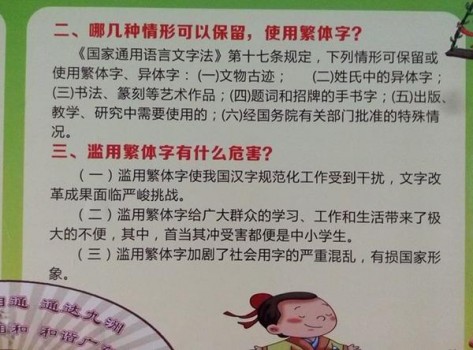 二、哪几种情形可以保留，使用繁体字？
《国家通用语言文字法》第十七条规定，下列情形可保留或
使用繁体字、异体字：(一)文物古迹； (二)姓氏中的异体字；
(三)书法、篆刻等艺术作品；(四)题词和招牌的手书字；(五)出版、
教学、研究中需要使用的；(六)经国务院有关部门批准的特殊情
况。
三、滥用繁体字有什么危害？
（一）滥用繁体字使我国汉字规范化工作受到干扰，文字改
革成果面临严峻挑战。
（二）滥用繁体字给广大群众的学习、工作和生活带来了极
大的不便，其中，首当其冲受害都便是中小学生。
（三）滥用繁体字加剧了社会用字的严重混乱，有损国家形
象。
通 通达九洲
和 和谐广